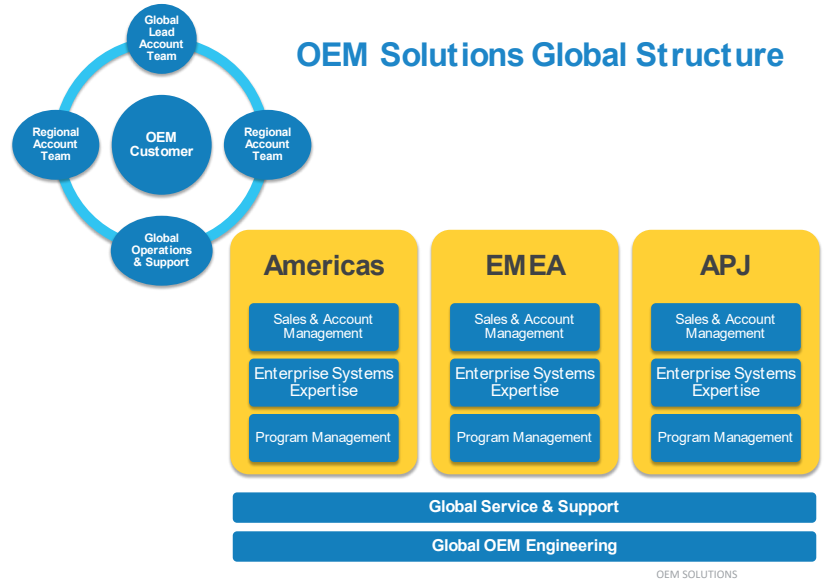 Global
Lead
Account
Team
OEM Solutions Global Structure
Regional
Account
Team
OEM
Customer
Regional
Account
Team
Global
Operations
& Support
Americas
Sales & Account
Management
Enterprise Systems
Expertise
Program Management
EMEA
Sales & Account
Management
Enterprise Systems
Expertise
Program Management
APJ
Sales & Account
Management
Enterprise Systems
Expertise
Program Management
Global Service & Support
Global OEM Engineering
OEM SOLUTIONS